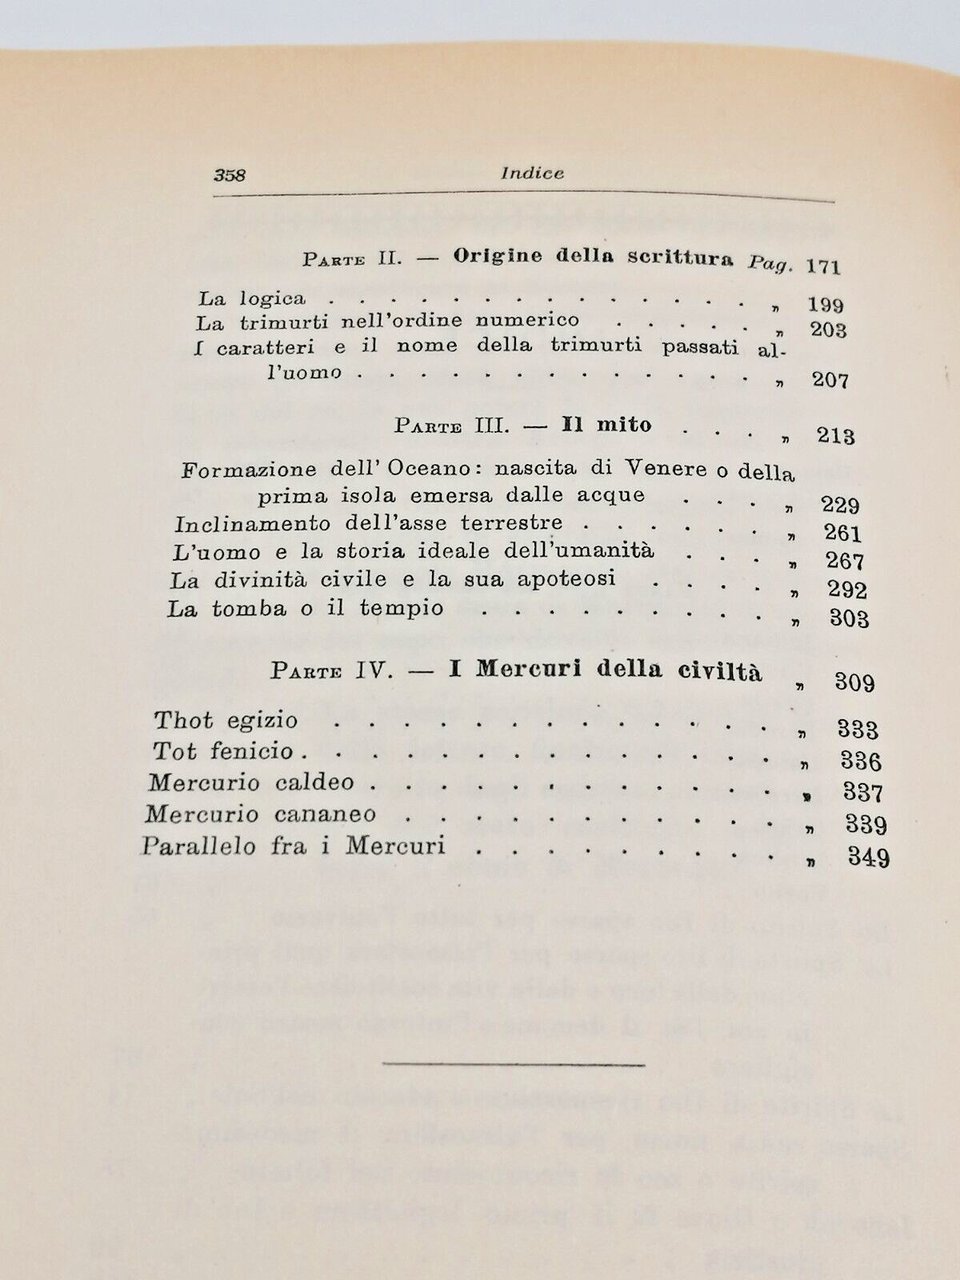 358 Indice
Parte II. — Origine della scrittura Pag. 171
La logica . . . . . . . . . . . . . . „ 199
La trimurti nell'ordine numerico . . . . . „ 203
I caratteri e il nome della trimurti passati al-
l'uomo . . . . . . . . . . . . . „ 207
Parte III. — Il mito . . . „ 213
Formazione dell' Oceano: nascita di Venere o della
prima isola emersa dalle acque . . . „ 229
Inclinamento dell'asse terrestre . . . . . . „ 261
L'uomo e la storia ideale dell'umanità . . . „ 267
La divinità civile e la sua apoteosi . . . . „ 292
La tomba o il tempio . . . . . . . . „ 303
Parte IV. — I Mercuri della civiltà „ 309
Thot egizio . . . . . . . . . . . . . „ 333
Tot fenicio . . . . . . . . . . . . . . „ 336
Mercurio caldeo . . . . . . . . . . . . „ 337
Mercurio cananeo . . . . . . . . . . . „ 339
Parallelo fra i Mercuri . . . . . . . . . „ 349